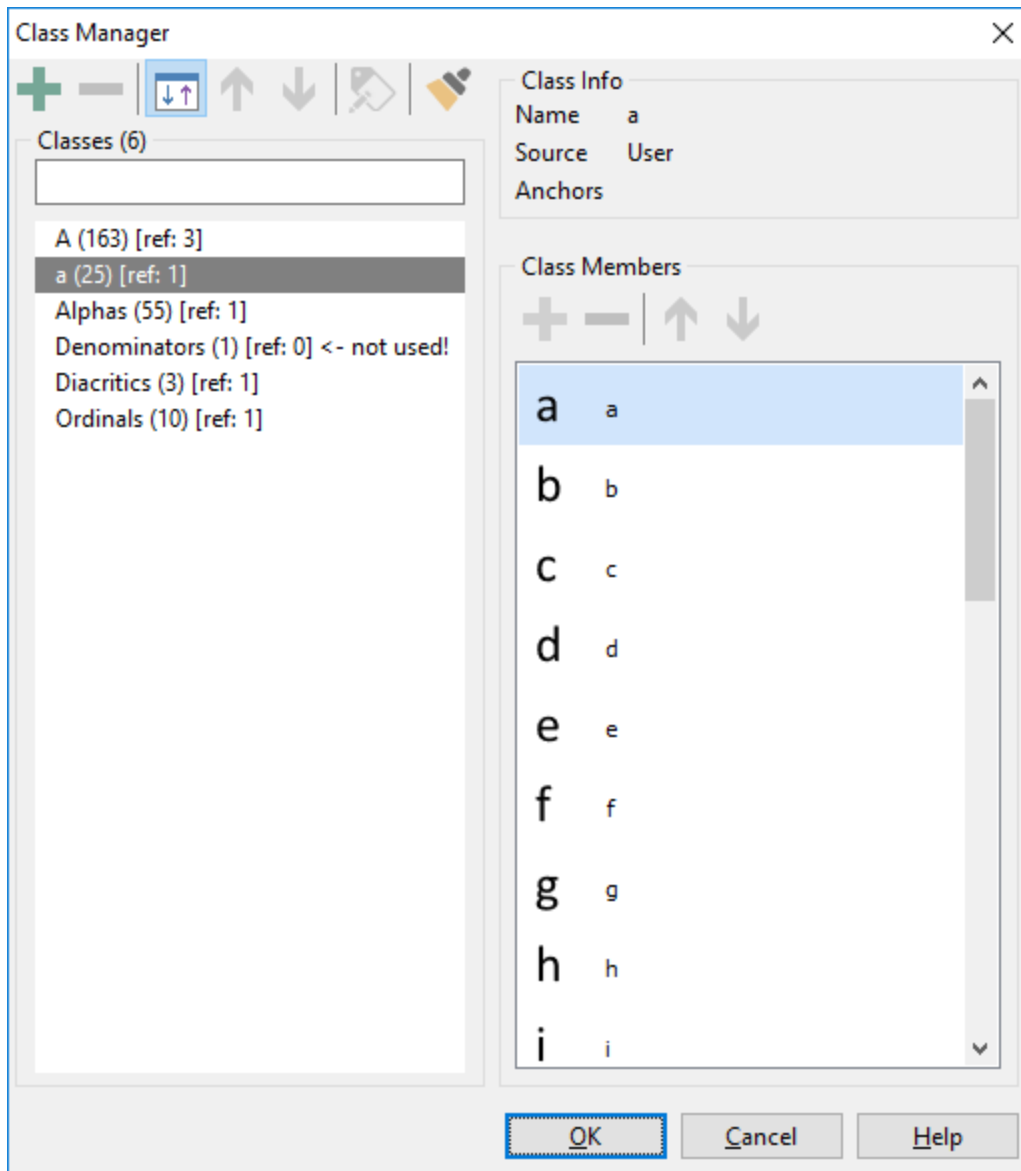 Class Manager
Classes (6)
A (163) [ref: 3]
a (25) [ref: 1]
Alphas (55) [ref: 1]
Denominators (1) [ref: 0] <- not used!
Diacritics (3) [ref: 1]
Ordinals (10) [ref: 1]
Class Info
Name a
Source User
Anchors
Class Members
a a
b b
c c
d d
e e
f f
g g
h h
i i
OK Cancel Help